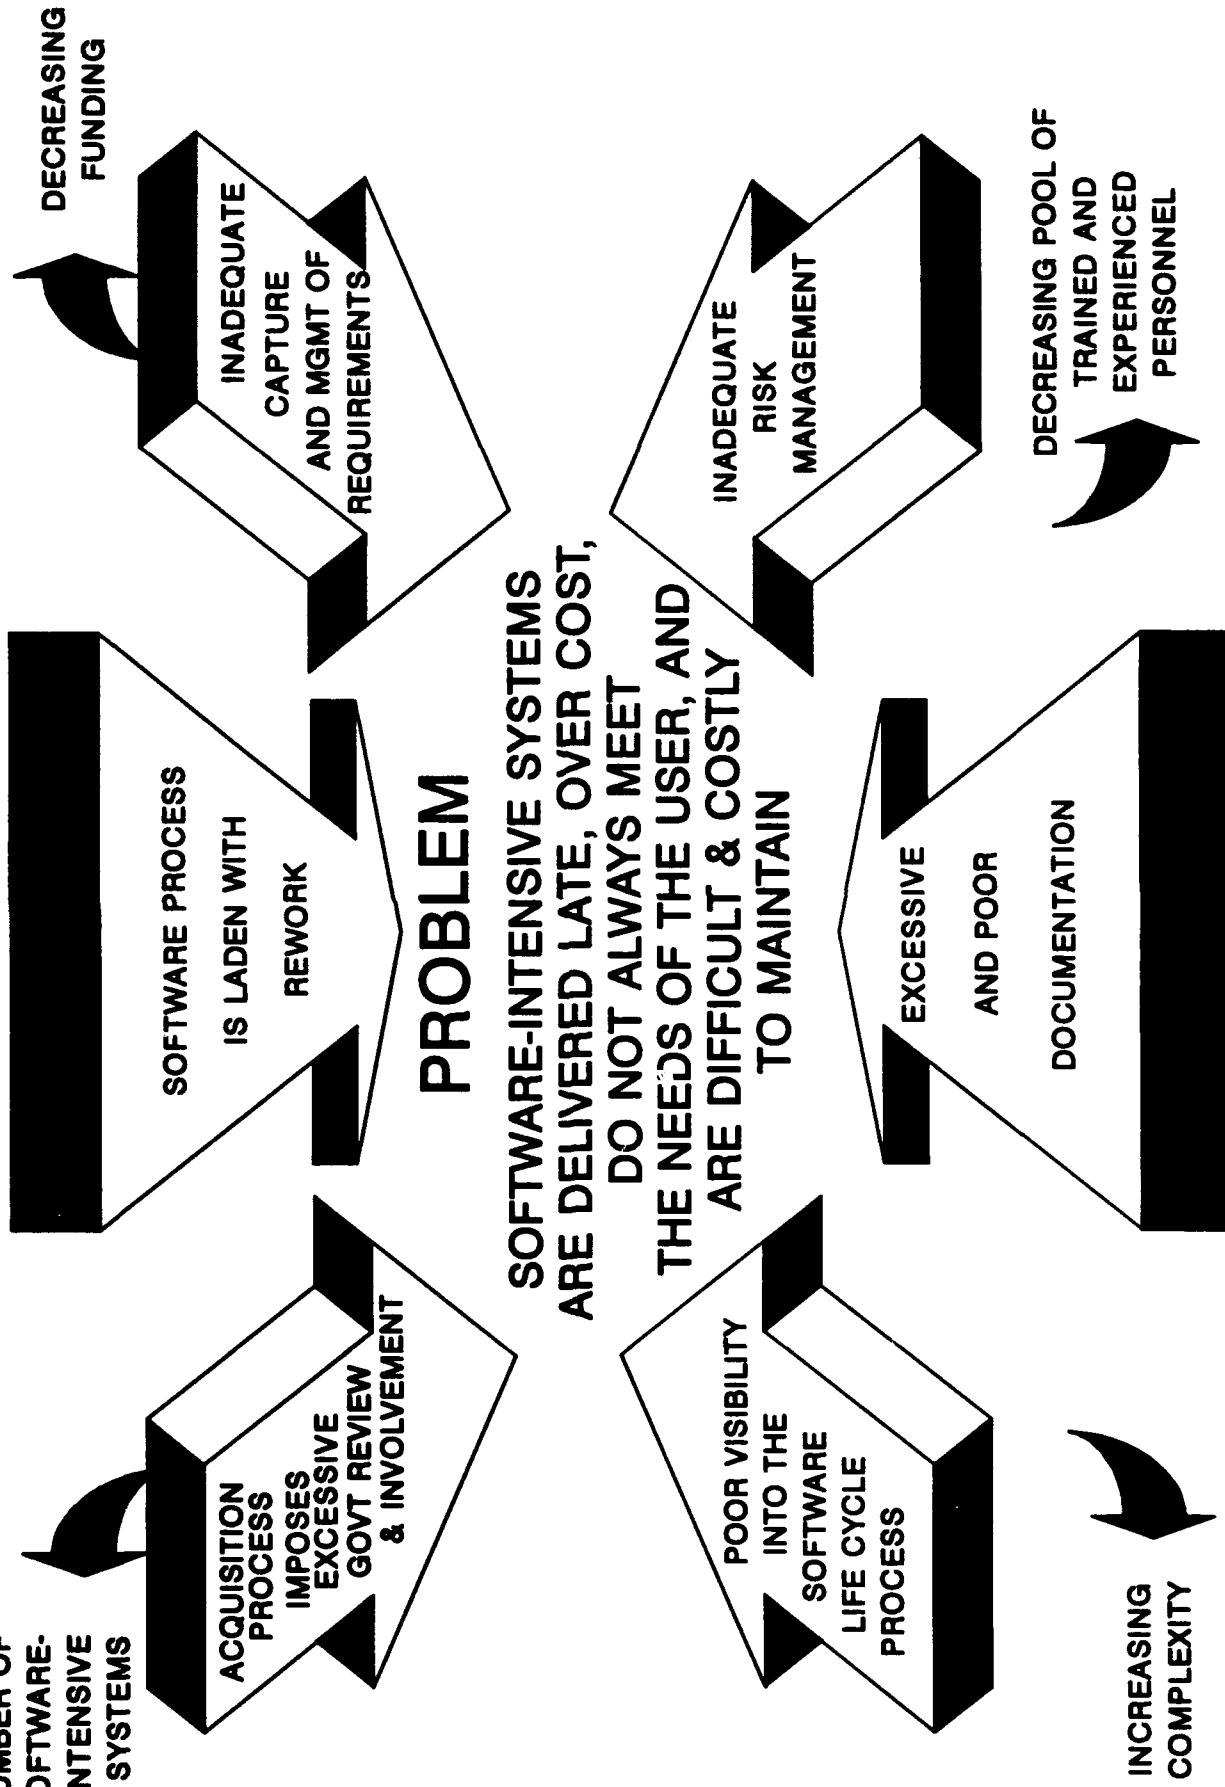 MBER OF
OFTWARE-
NTENSIVE
SYSTEMS
DECREASING
FUNDING
ACQUISITION
PROCESS
IMPOSES
EXCESSIVE
GOVT REVIEW
& INVOLVEMENT
SOFTWARE PROCESS
IS LADEN WITH
REWORK
INADEQUATE
CAPTURE
AND MGMT OF
REQUIREMENTS
PROBLEM
SOFTWARE-INTENSIVE SYSTEMS
ARE DELIVERED LATE, OVER COST,
DO NOT ALWAYS MEET
THE NEEDS OF THE USER, AND
ARE DIFFICULT & COSTLY
TO MAINTAIN
POOR VISIBILITY
INTO THE
SOFTWARE
LIFE CYCLE
PROCESS
EXCESSIVE
AND POOR
DOCUMENTATION
INADEQUATE
RISK
MANAGEMENT
INCREASING
COMPLEXITY
DECREASING POOL OF
TRAINED AND
EXPERIENCED
PERSONNEL